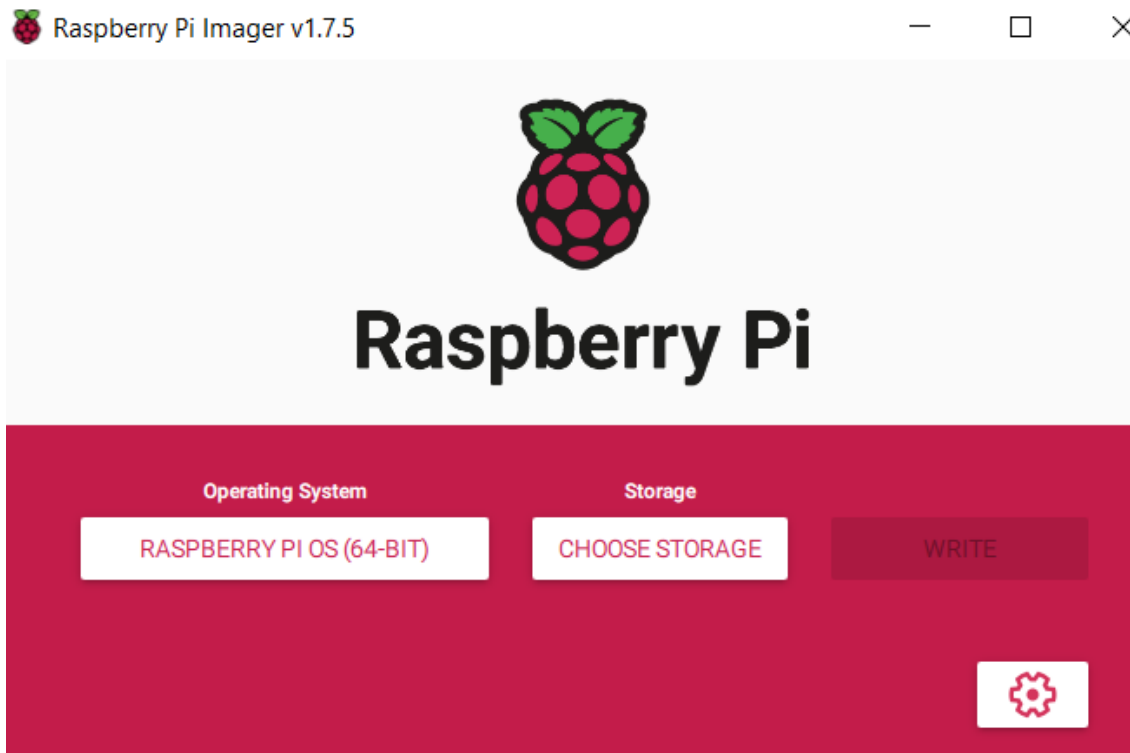 Raspberry Pi Imager v1.7.5
Raspberry Pi
Operating System
Storage
RASPBERRY PI OS (64-BIT)
CHOOSE STORAGE
WRITE